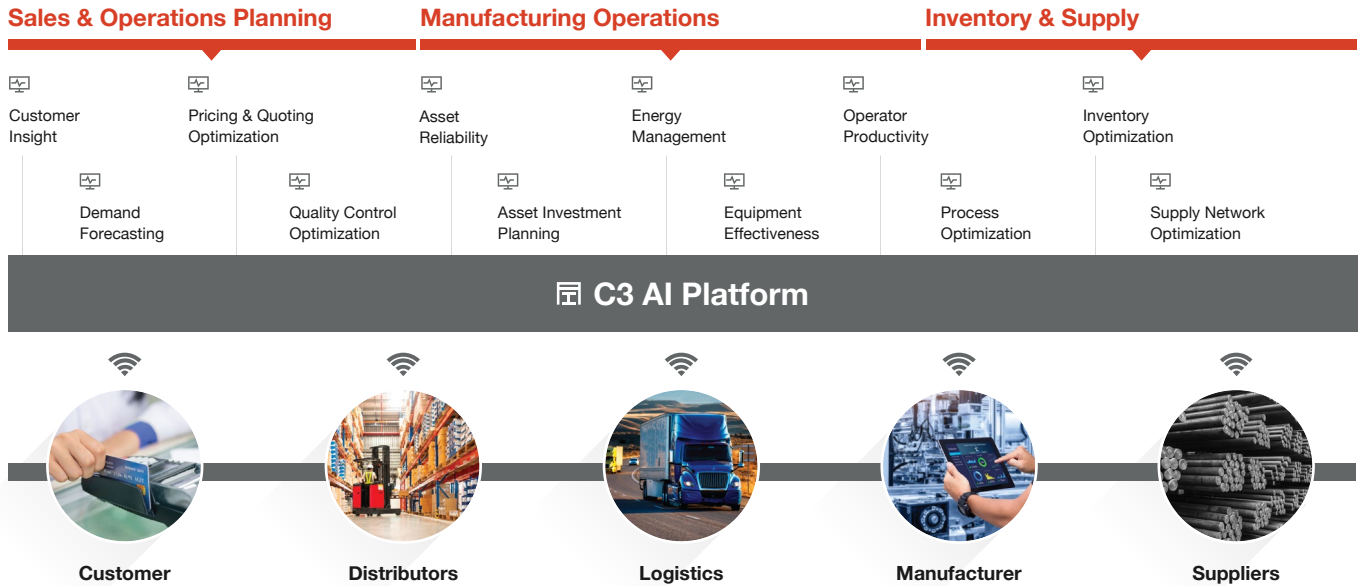 Sales & Operations Planning
Manufacturing Operations
Inventory & Supply
Customer
Insight
Pricing & Quoting
Optimization
Asset
Reliability
Energy
Management
Operator
Productivity
Inventory
Optimization
Demand
Forecasting
Quality Control
Optimization
Asset Investment
Planning
Equipment
Effectiveness
Process
Optimization
Supply Network
Optimization
C3 AI Platform
Customer
Distributors
Logistics
Manufacturer
Suppliers